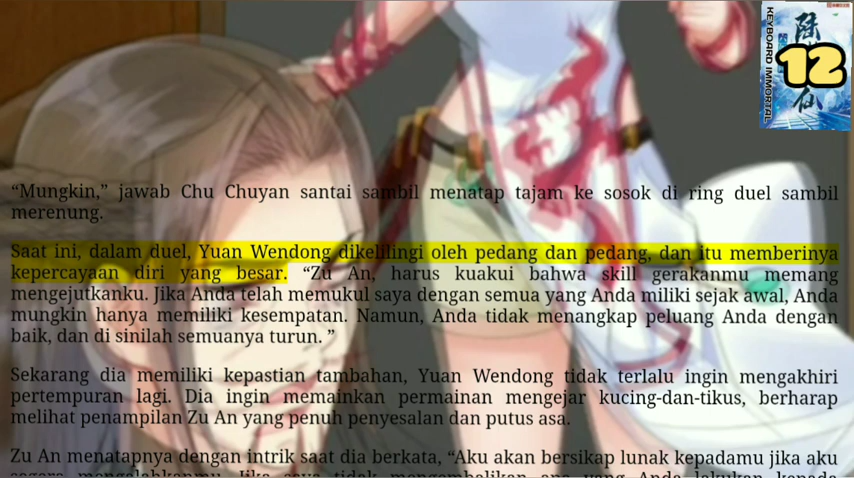 陆
仙
KEYBOARD IMMORTAL
12
“Mungkin,” jawab Chu Chuyan santai sambil menatap tajam ke sosok di ring duel sambil
merenung.
Saat ini, dalam duel, Yuan Wendong dikelilingi oleh pedang dan pedang, dan itu memberinya
kepercayaan diri yang besar. “Zu An, harus kuakui bahwa skill gerakanmu memang
mengejutkanku. Jika Anda telah memukul saya dengan semua yang Anda miliki sejak awal, Anda
mungkin hanya memiliki kesempatan. Namun, Anda tidak menangkap peluang Anda dengan
baik, dan di sinilah semuanya turun. ”
Sekarang dia memiliki kepastian tambahan, Yuan Wendong tidak terlalu ingin mengakhiri
pertempuran lagi. Dia ingin memainkan permainan mengejar kucing-dan-tikus, berharap
melihat penampilan Zu An yang penuh penyesalan dan putus asa.
Zu An menatapnya dengan intrik saat dia berkata, “Aku akan bersikap lunak kepadamu jika aku